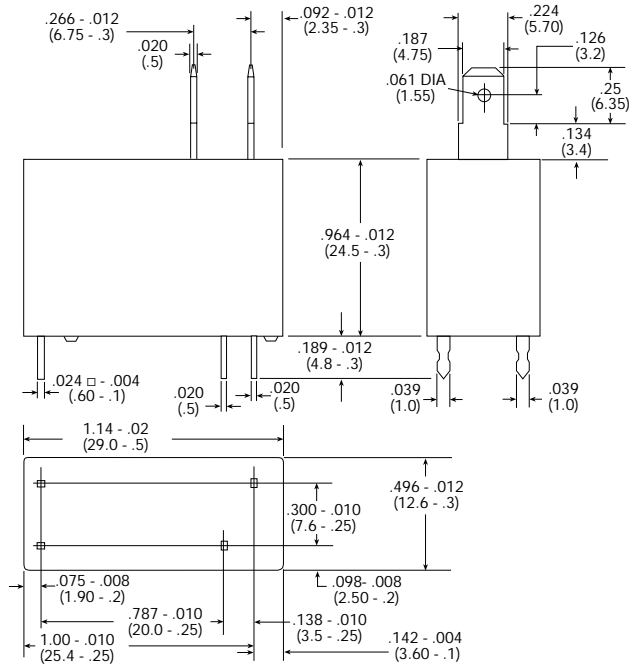 .266 - .012
(6.75 - .3)
.020
(.5)
.092 - .012
(2.35 - .3)
.224
(5.70)
.187
(4.75)
.126
(3.2)
.061 DIA
(1.55)
.25
(6.35)
.134
(3.4)
.964 - .012
(24.5 - .3)
.189 - .012
(4.8 - .3)
.024 □ - .004
(.60 - .1)
.020
(.5)
.020
(.5)
.039
(1.0)
.039
(1.0)
1.14 - .02
(29.0 - .5)
.496 - .012
(12.6 - .3)
.300 - .010
(7.6 - .25)
.075 - .008
(1.90 - .2)
.098- .008
(2.50 - .2)
.787 - .010
(20.0 - .25)
.138 - .010
(3.5 - .25)
1.00 - .010
(25.4 - .25)
.142 - .004
(3.60 - .1)